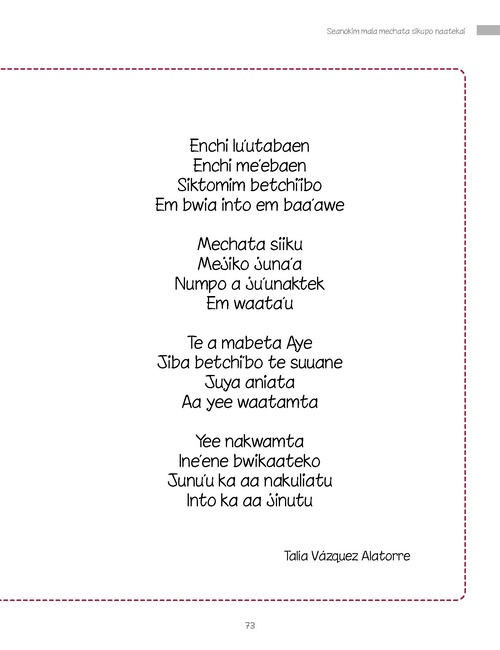 Seanokim mala mechata sikupo naatekai
Enchi lu'utabaen
Enchi me'ebaen
Siktomim betchi'ibo
Em bwia into em baa'awe
Mechata siiku
Mejiko juna'a
Numpo a ju'unaktek
Em waata'u
Te a mabeta Aye
Jiba betchi'bo te suuane
Juya aniata
Aa yee waatamta
Yee nakwamta
Ine'ene bwikaateko
Junu'u ka aa nakuliatu
Into ka aa jinutu
Talia Vázquez Alatorre
73